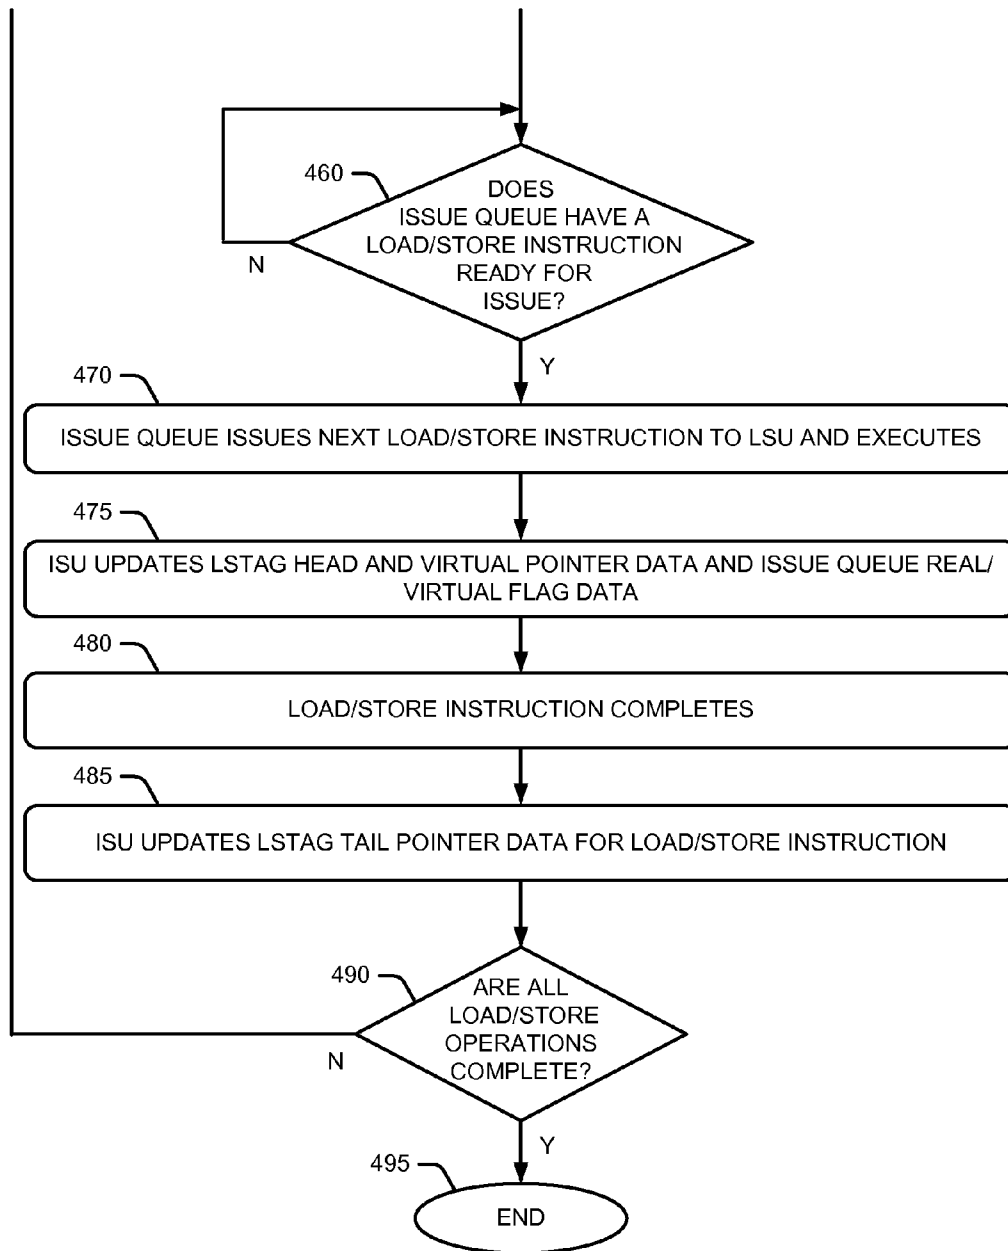 460
DOES
ISSUE QUEUE HAVE A
LOAD/STORE INSTRUCTION
READY FOR
ISSUE?
N
Y
470
ISSUE QUEUE ISSUES NEXT LOAD/STORE INSTRUCTION TO LSU AND EXECUTES
475
ISU UPDATES LSTAG HEAD AND VIRTUAL POINTER DATA AND ISSUE QUEUE REAL/
VIRTUAL FLAG DATA
480
LOAD/STORE INSTRUCTION COMPLETES
485
ISU UPDATES LSTAG TAIL POINTER DATA FOR LOAD/STORE INSTRUCTION
490
ARE ALL
LOAD/STORE
OPERATIONS
COMPLETE?
N
Y
495
END